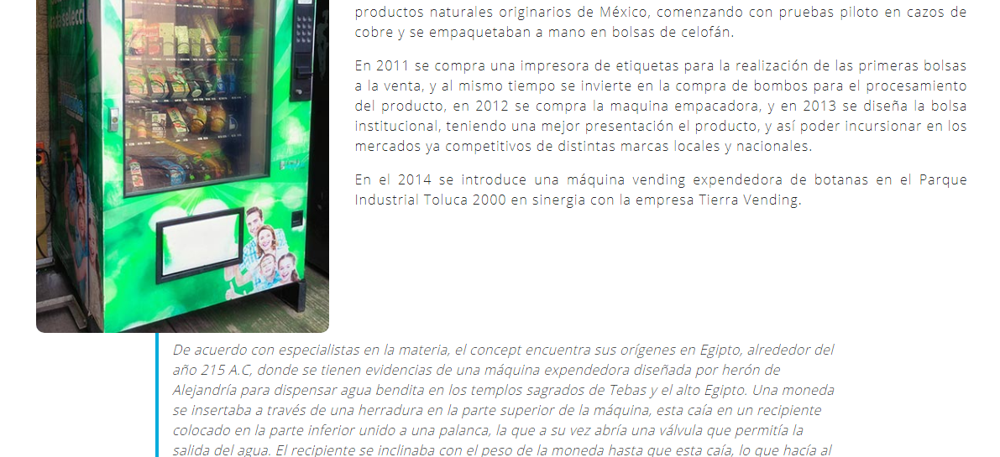 productos naturales originarios de México, comenzando con pruebas piloto en cazos de
cobre y se empaquetaban a mano en bolsas de celofán.
En 2011 se compra una impresora de etiquetas para la realización de las primeras bolsas
a la venta, y al mismo tiempo se invierte en la compra de bombos para el procesamiento
del producto, en 2012 se compra la maquina empacadora, y en 2013 se diseña la bolsa
institucional, teniendo una mejor presentación el producto, y así poder incursionar en los
mercados ya competitivos de distintas marcas locales y nacionales.
En el 2014 se introduce una máquina vending expendedora de botanas en el Parque
Industrial Toluca 2000 en sinergia con la empresa Tierra Vending.
De acuerdo con especialistas en la materia, el concept encuentra sus orígenes en Egipto, alrededor del
año 215 A.C, donde se tienen evidencias de una máquina expendedora diseñada por herón de
Alejandría para dispensar agua bendita en los templos sagrados de Tebas y el alto Egipto. Una moneda
se insertaba a través de una herradura en la parte superior de la máquina, esta caía en un recipiente
colocado en la parte inferior unido a una palanca, la que a su vez abría una válvula que permitía la
salida del agua. El recipiente se inclinaba con el peso de la moneda hasta que esta caía, lo que hacía al